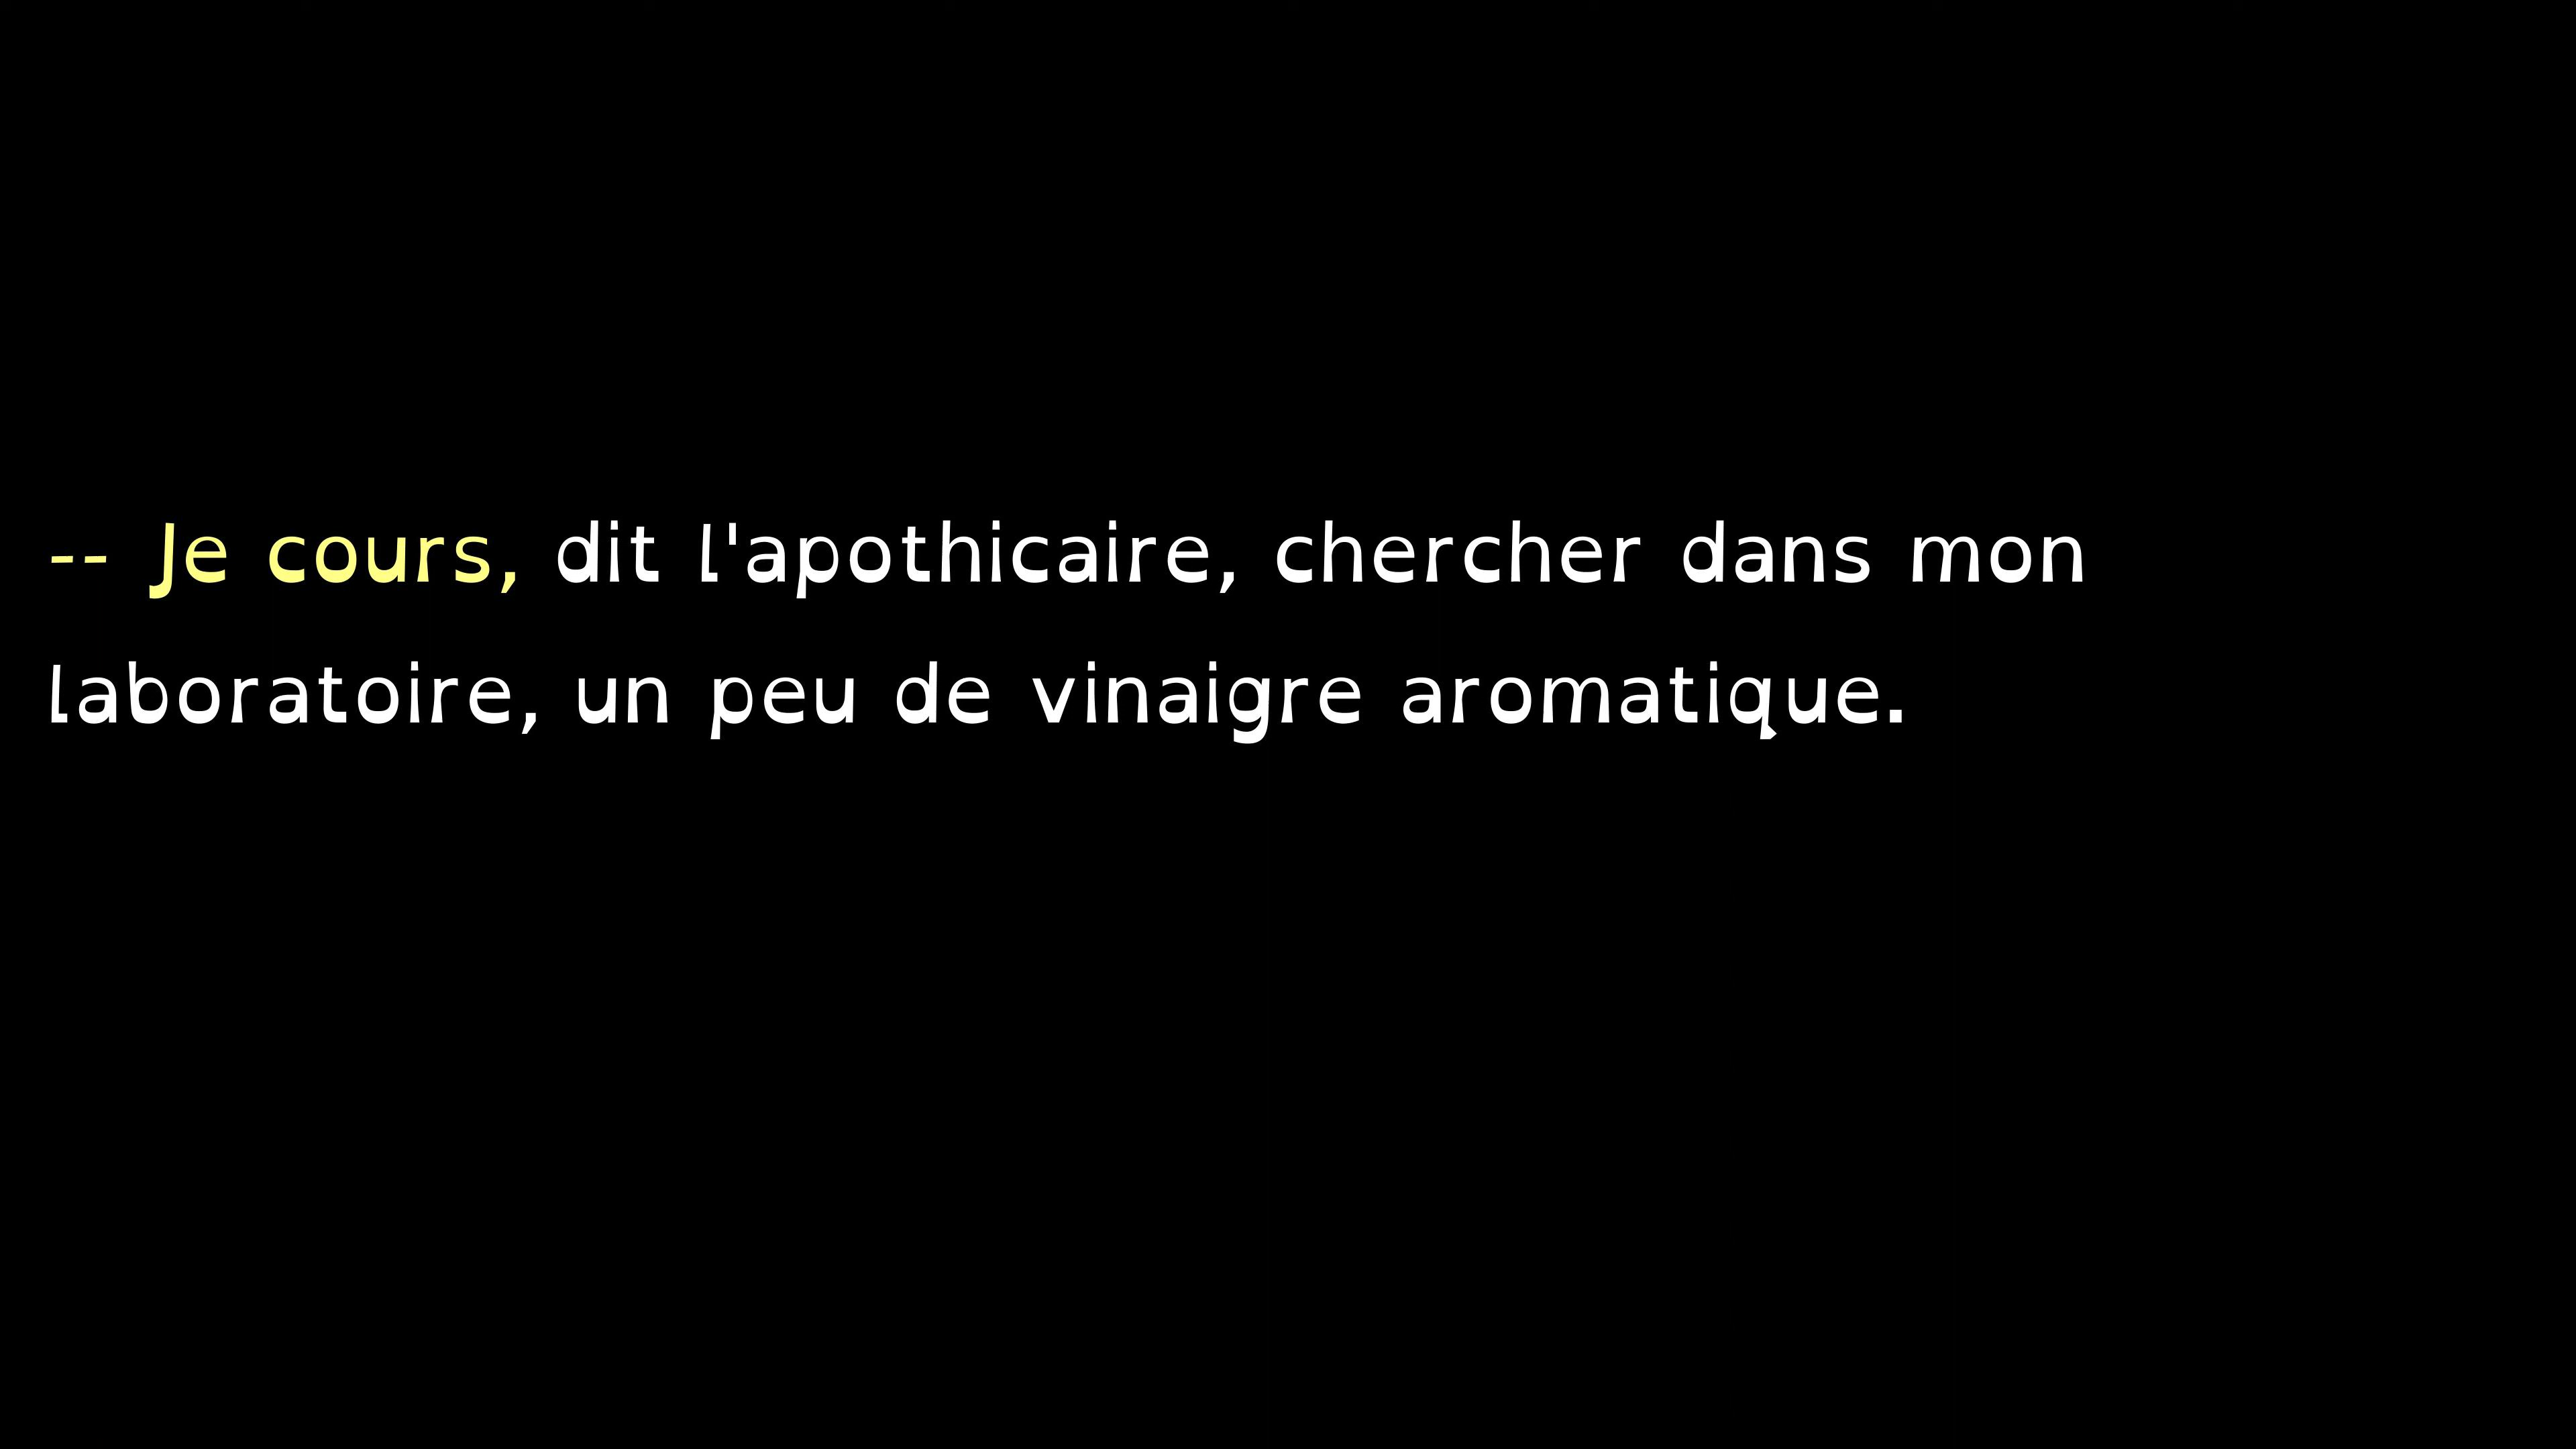 -- Je cours, dit l'apothicaire, chercher dans mon
laboratoire, un peu de vinaigre aromatique.